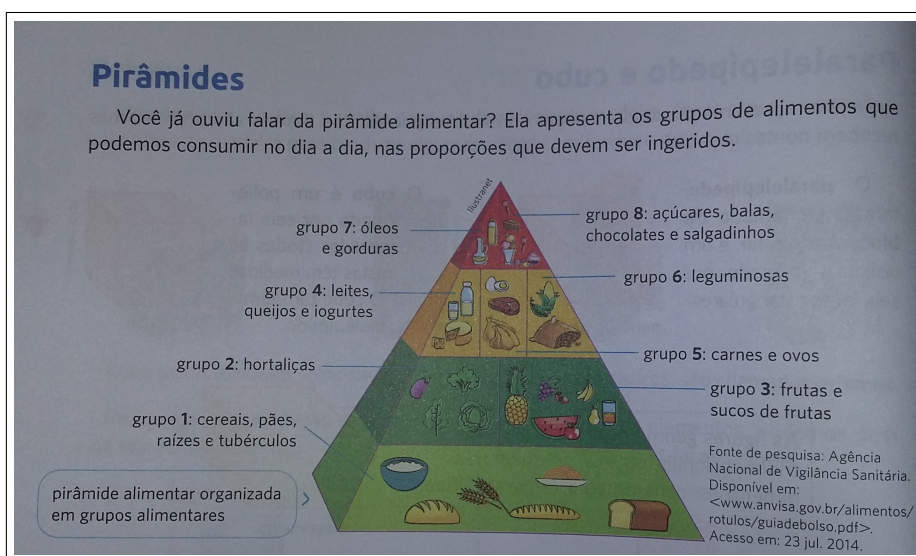 Pirâmides
Você já ouviu falar da pirâmide alimentar? Ela apresenta os grupos de alimentos que
podemos consumir no dia a dia, nas proporções que devem ser ingeridos.
Ilustranet
grupo 7: óleos
e gorduras
grupo 8: açúcares, balas,
chocolates e salgadinhos
grupo 4: leites,
queijos e iogurtes
grupo 6: leguminosas
grupo 2: hortaliças
grupo 5: carnes e ovos
grupo 3: frutas e
sucos de frutas
grupo 1: cereais, pães,
raízes e tubérculos
pirâmide alimentar organizada
em grupos alimentares
Fonte de pesquisa: Agência
Nacional de Vigilância Sanitária.
Disponível em:
<www.anvisa.gov.br/alimentos/
rotulos/guiadebolso.pdf>.
Acesso em: 23 jul. 2014.